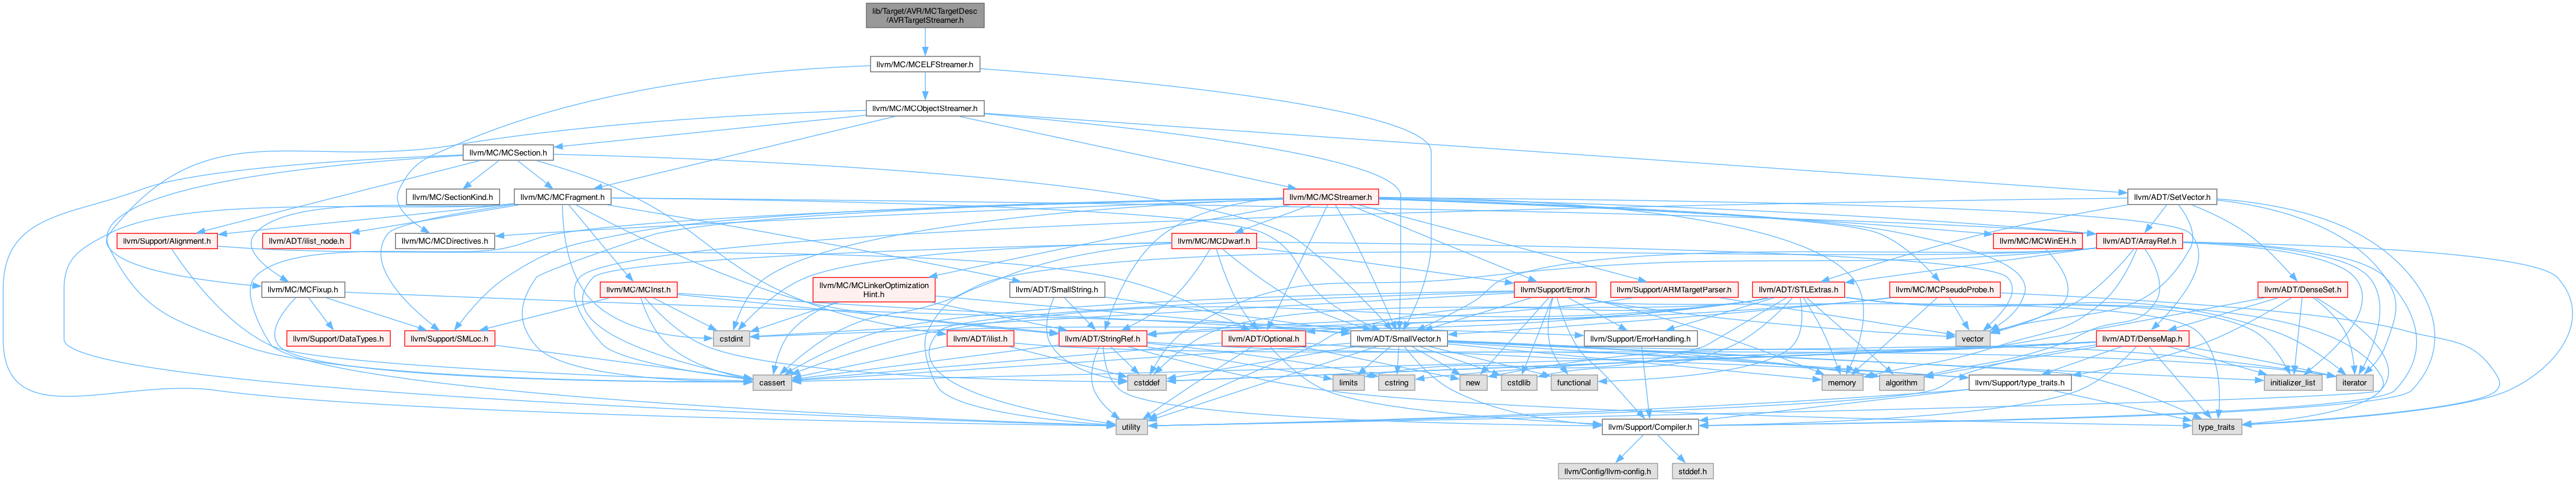 lib/Target/AVR/MCTargetDesc
/AVRTargetStreamer.h
llvm/MC/MCELFStreamer.h
llvm/MC/MCObjectStreamer.h
llvm/MC/MCSection.h
llvm/MC/SectionKind.h
llvm/MC/MCFragment.h
llvm/MC/MCStreamer.h
llvm/ADT/SetVector.h
llvm/Support/Alignment.h
llvm/ADT/ilist_node.h
llvm/MC/MCDirectives.h
llvm/MC/MCDwarf.h
llvm/MC/MCWinEH.h
llvm/ADT/ArrayRef.h
llvm/MC/MCFixup.h
llvm/MC/MCInst.h
llvm/MC/MCLinkerOptimization
Hint.h
llvm/ADT/SmallString.h
llvm/Support/Error.h
llvm/Support/ARMTargetParser.h
llvm/ADT/STLExtras.h
llvm/MC/MCPseudoProbe.h
llvm/ADT/DenseSet.h
llvm/Support/DataTypes.h
llvm/Support/SMLoc.h
cstdint
llvm/ADT/ilist.h
llvm/ADT/StringRef.h
llvm/ADT/Optional.h
llvm/ADT/SmallVector.h
llvm/Support/ErrorHandling.h
vector
llvm/ADT/DenseMap.h
cassert
cstddef
limits
cstring
new
cstdlib
functional
memory
algorithm
llvm/Support/type_traits.h
initializer_list
iterator
utility
llvm/Support/Compiler.h
type_traits
llvm/Config/llvm-config.h
stddef.h